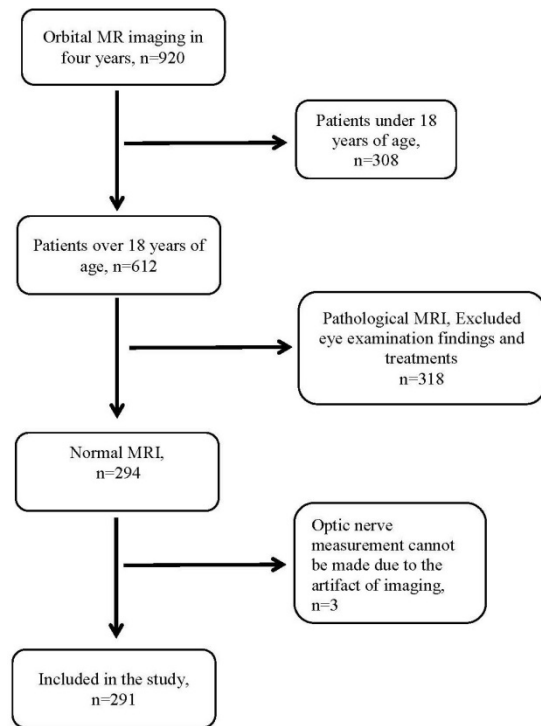 Orbital MR imaging in
four years, n=920
Patients under 18
years of age,
n=308
Patients over 18 years of
age, n=612
Pathological MRI, Excluded
eye examination findings and
treatments
n=318
Normal MRI,
n=294
Optic nerve
measurement cannot
be made due to the
artifact of imaging,
n=3
Included in the study,
n=291